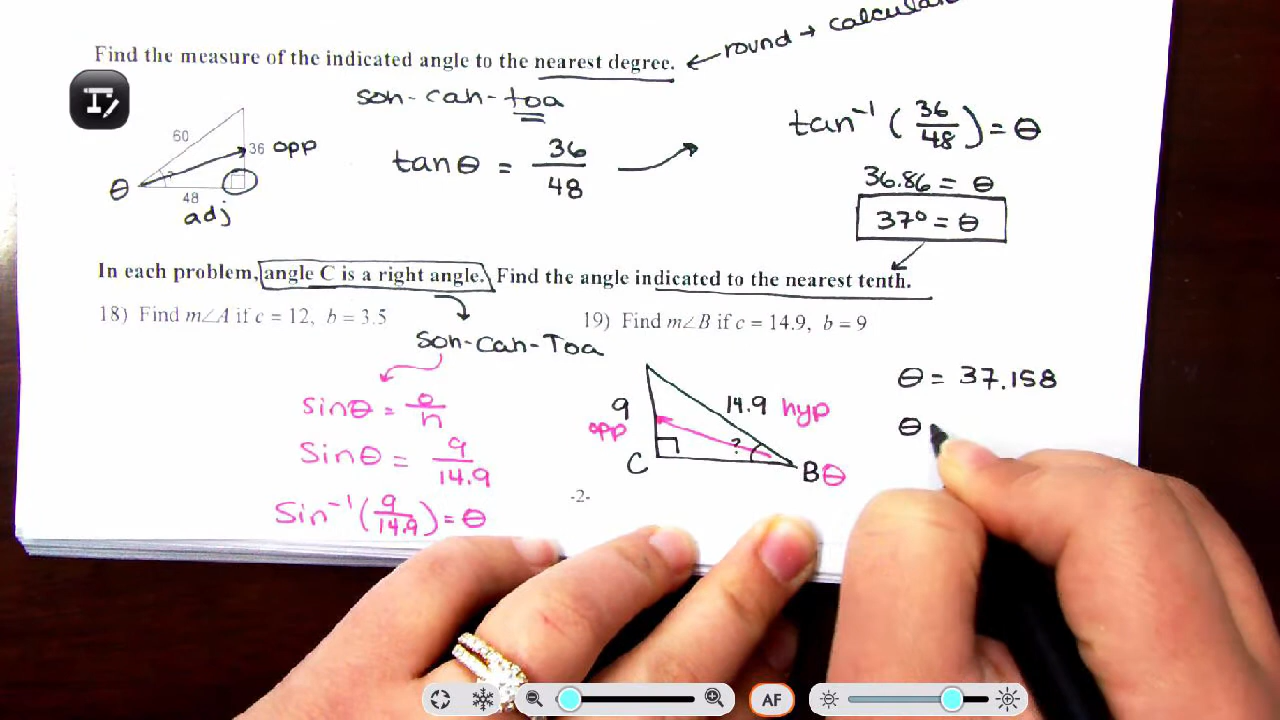 round → calcula
Find the measure of the indicated angle to the nearest degree.
soh-cah-toa
60
36 opp
θ
48
adj
tanθ = 36/48
tan⁻¹(36/48) = θ
36.86 = θ
37° = θ
In each problem, angle C is a right angle. Find the angle indicated to the nearest tenth.
18) Find m∠A if c = 12, b = 3.5
19) Find m∠B if c = 14.9, b = 9
soh-cah-Toa
sinθ = o/h
sinθ = 9/14.9
Sin⁻¹(9/14.9) = θ
9
opp
14.9 hyp
?
C
Bθ
θ = 37.158
θ
-2-
AF